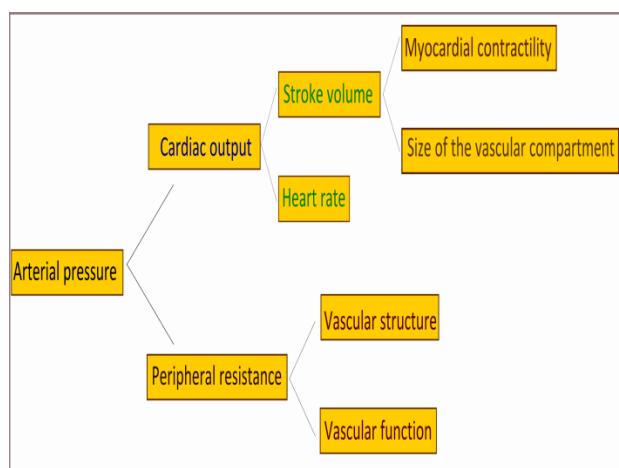 Myocardial contractility
Stroke volume
Cardiac output
Size of the vascular compartment
Heart rate
Arterial pressure
Vascular structure
Peripheral resistance
Vascular function